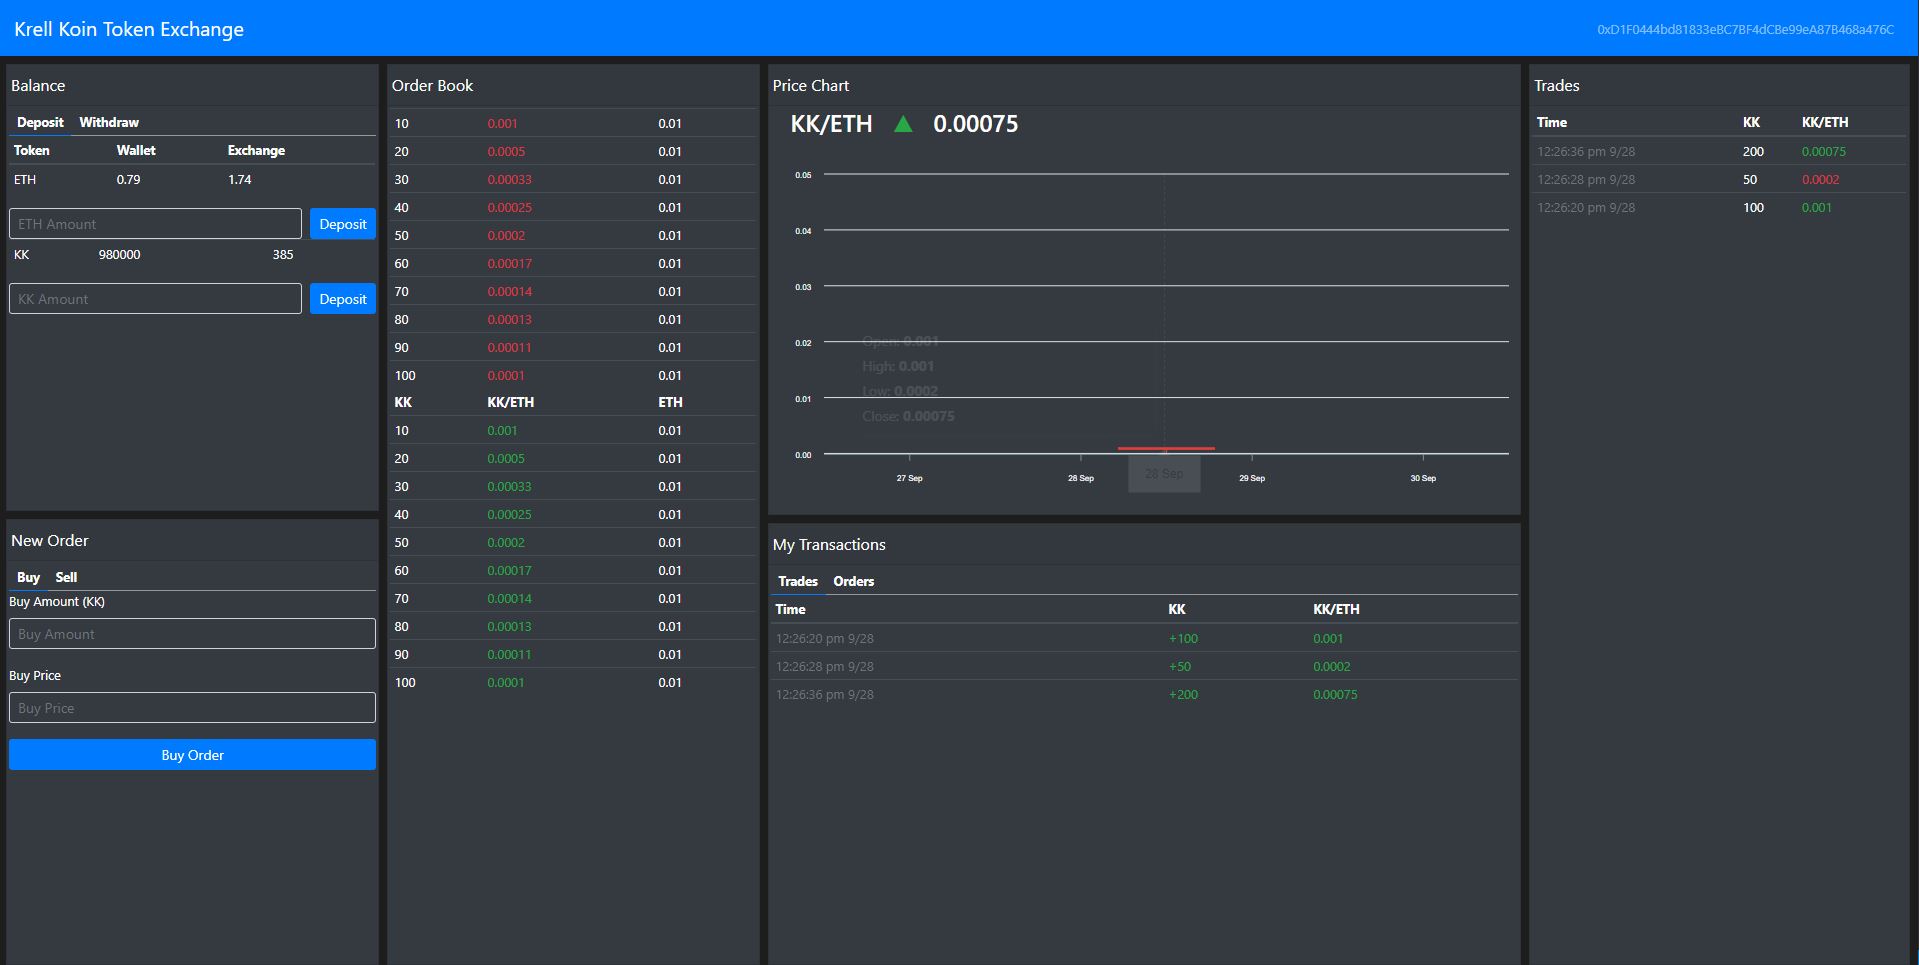 Krell Koin Token Exchange
0xD1F0444bd81833eBC7BF4dCBe99eA87B468a476C
Balance
Deposit Withdraw
Token Wallet Exchange
ETH 0.79 1.74
ETH Amount Deposit
KK 980000 385
KK Amount Deposit
New Order
Buy Sell
Buy Amount (KK)
Buy Amount
Buy Price
Buy Price
Buy Order
Order Book
10 0.001 0.01
20 0.0005 0.01
30 0.00033 0.01
40 0.00025 0.01
50 0.0002 0.01
60 0.00017 0.01
70 0.00014 0.01
80 0.00013 0.01
90 0.00011 0.01
100 0.0001 0.01
KK KK/ETH ETH
10 0.001 0.01
20 0.0005 0.01
30 0.00033 0.01
40 0.00025 0.01
50 0.0002 0.01
60 0.00017 0.01
70 0.00014 0.01
80 0.00013 0.01
90 0.00011 0.01
100 0.0001 0.01
Price Chart
KK/ETH ▲ 0.00075
0.05
0.04
0.03
0.02
0.01
0.00
Open: 0.001
High: 0.001
Low: 0.0002
Close: 0.00075
28 Sep
27 Sep 28 Sep 29 Sep 30 Sep
My Transactions
Trades Orders
Time KK KK/ETH
12:26:20 pm 9/28 +100 0.001
12:26:28 pm 9/28 +50 0.0002
12:26:36 pm 9/28 +200 0.00075
Trades
Time KK KK/ETH
12:26:36 pm 9/28 200 0.00075
12:26:28 pm 9/28 50 0.0002
12:26:20 pm 9/28 100 0.001